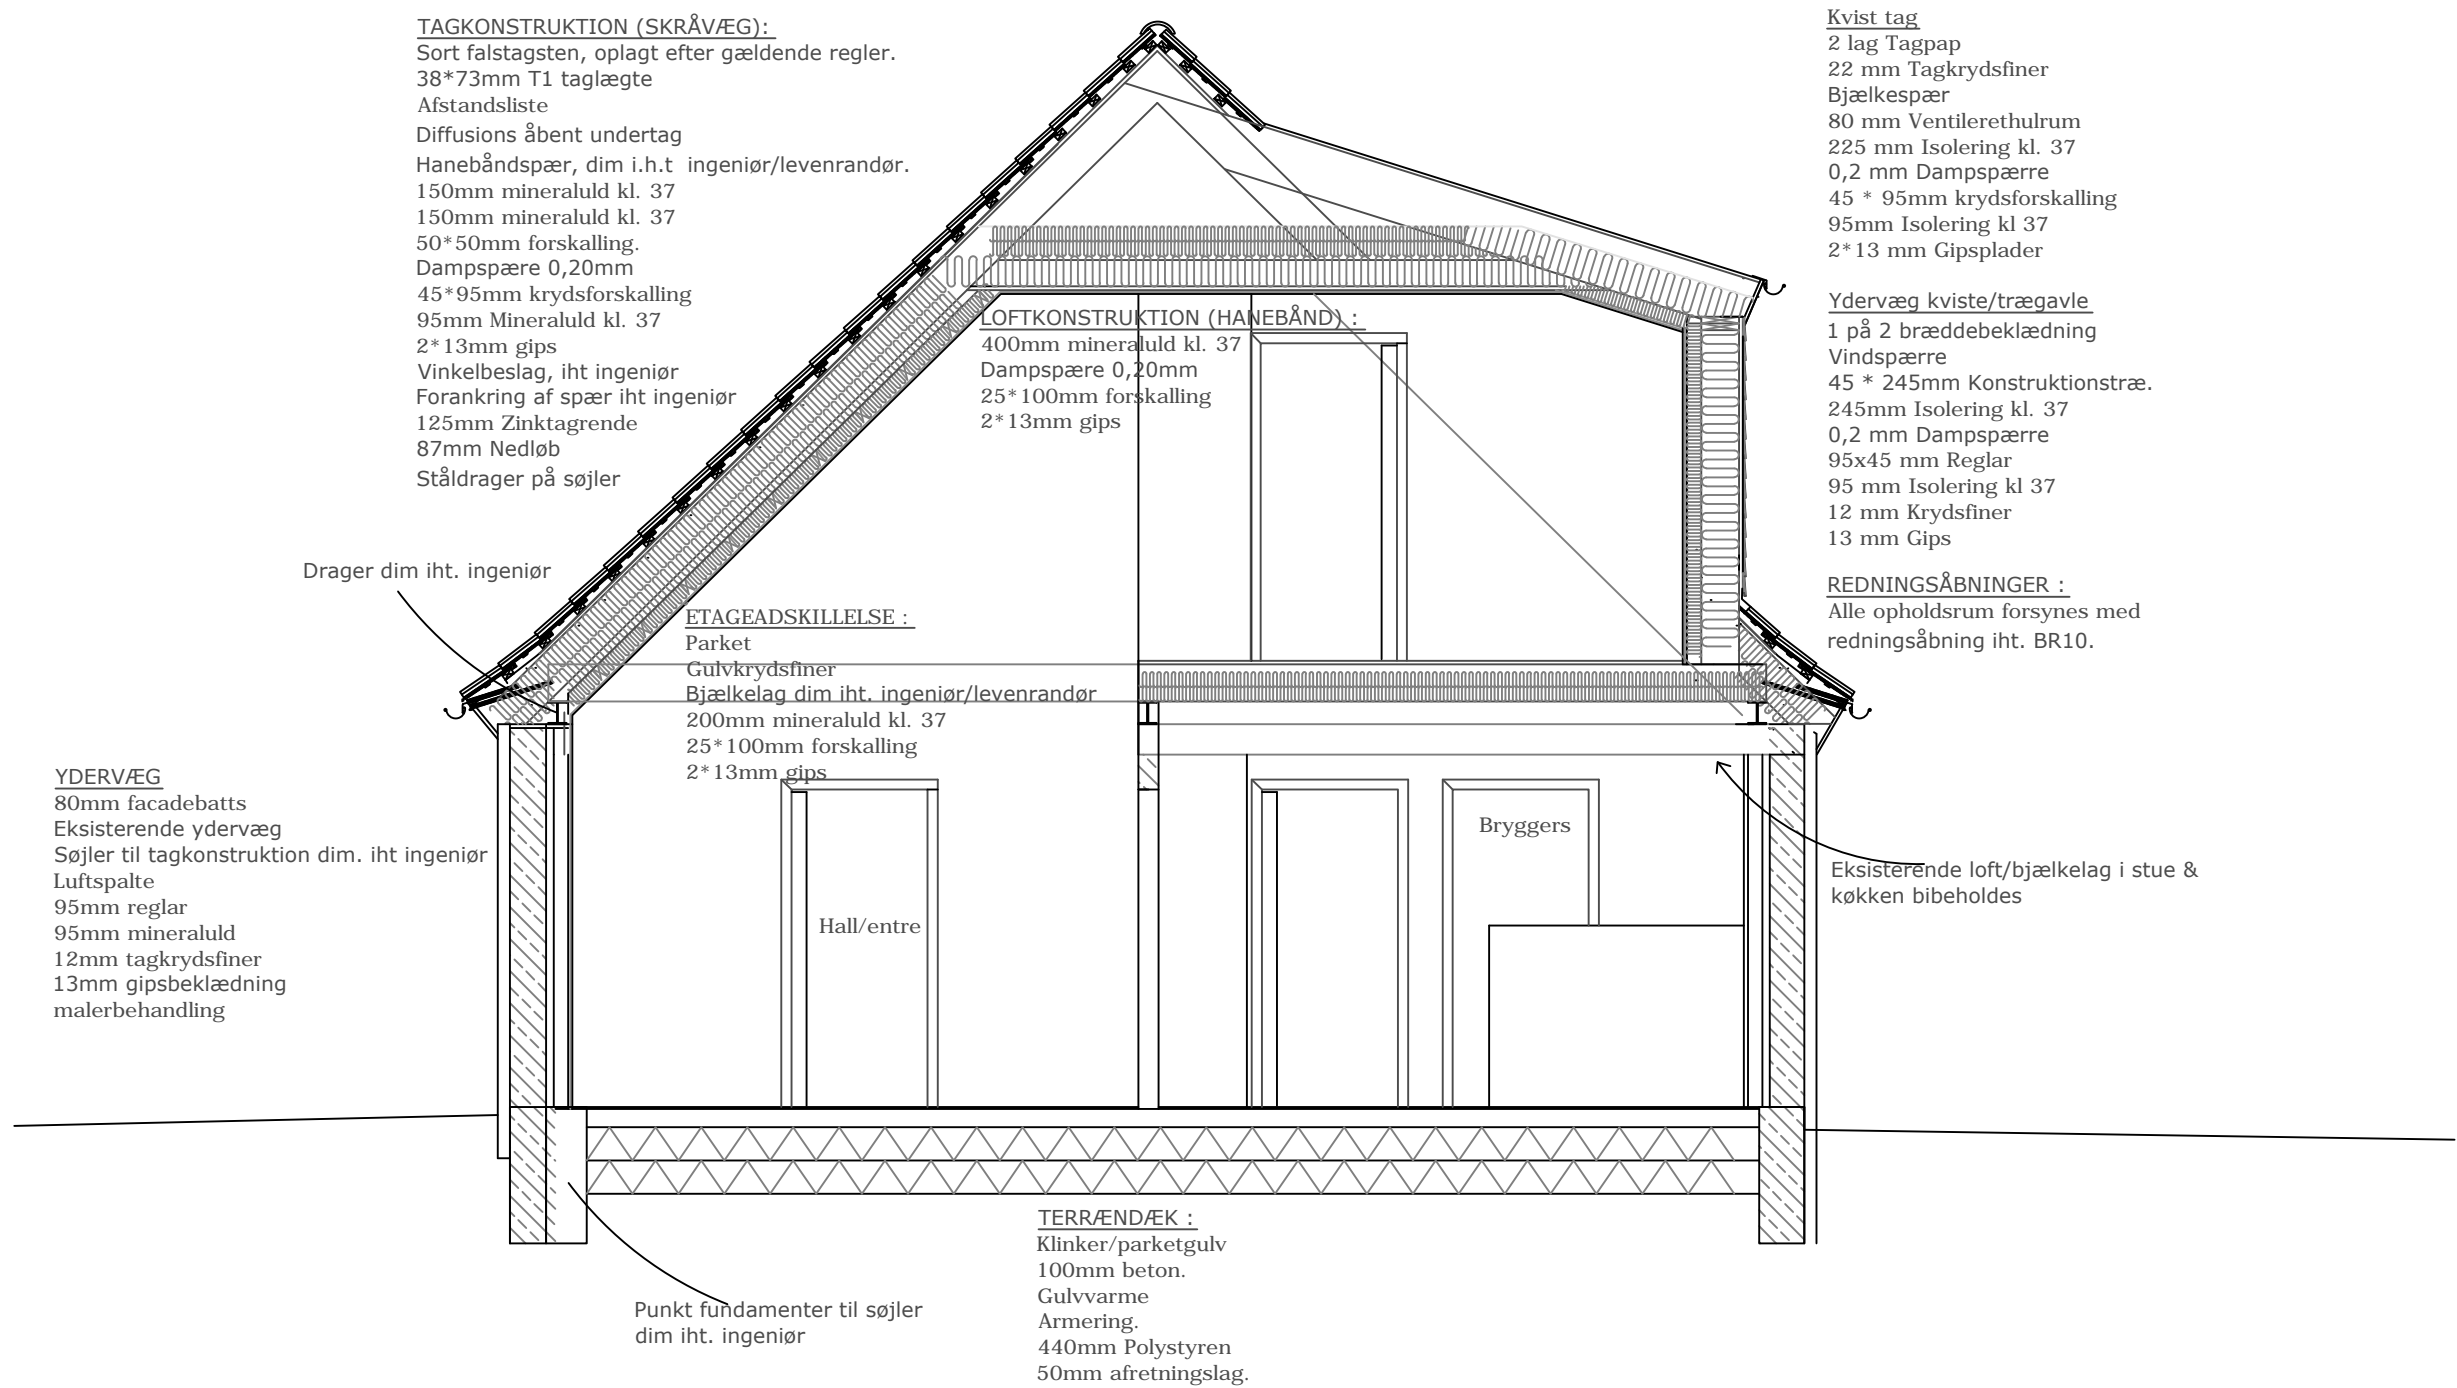 TAGKONSTRUKTION (SKRÅVÆG):
Sort falstagsten, oplagt efter gældende regler.
38*73mm T1 taglægte
Afstandsliste
Diffusions åbent undertag
Hanebåndspær, dim i.h.t ingeniør/levenrandør.
150mm mineraluld kl. 37
150mm mineraluld kl. 37
50*50mm forskalling.
Dampspære 0,20mm
45*95mm krydsforskalling
95mm Mineraluld kl. 37
2*13mm gips
Vinkelbeslag, iht ingeniør
Forankring af spær iht ingeniør
125mm Zinktagrende
87mm Nedløb
Ståldrager på søjler
Kvist tag
2 lag Tagpap
22 mm Tagkrydsfiner
Bjælkespær
80 mm Ventilerethulrum
225 mm Isolering kl. 37
0,2 mm Dampspærre
45 * 95mm krydsforskalling
95mm Isolering kl 37
2*13 mm Gipsplader
Ydervæg kviste/trægavle
1 på 2 bræddebeklædning
Vindspærre
45 * 245mm Konstruktionstræ.
245mm Isolering kl. 37
0,2 mm Dampspærre
95x45 mm Reglar
95 mm Isolering kl 37
12 mm Krydsfiner
13 mm Gips
REDNINGSÅBNINGER :
Alle opholdsrum forsynes med
redningsåbning iht. BR10.
LOFTKONSTRUKTION (HANEBÅND) :
400mm mineraluld kl. 37
Dampspære 0,20mm
25*100mm forskalling
2*13mm gips
Drager dim iht. ingeniør
ETAGEADSKILLELSE :
Parket
Gulvkrydsfiner
Bjælkelag dim iht. ingeniør/levenrandør
200mm mineraluld kl. 37
25*100mm forskalling
2*13mm gips
YDERVÆG
80mm facadebatts
Eksisterende ydervæg
Søjler til tagkonstruktion dim. iht ingeniør
Luftspalte
95mm reglar
95mm mineraluld
12mm tagkrydsfiner
13mm gipsbeklædning
malerbehandling
Hall/entre
Bryggers
Eksisterende loft/bjælkelag i stue &
køkken bibeholdes
TERRÆNDÆK :
Klinker/parketgulv
100mm beton.
Gulvvarme
Armering.
440mm Polystyren
50mm afretningslag.
Punkt fundamenter til søjler
dim iht. ingeniør